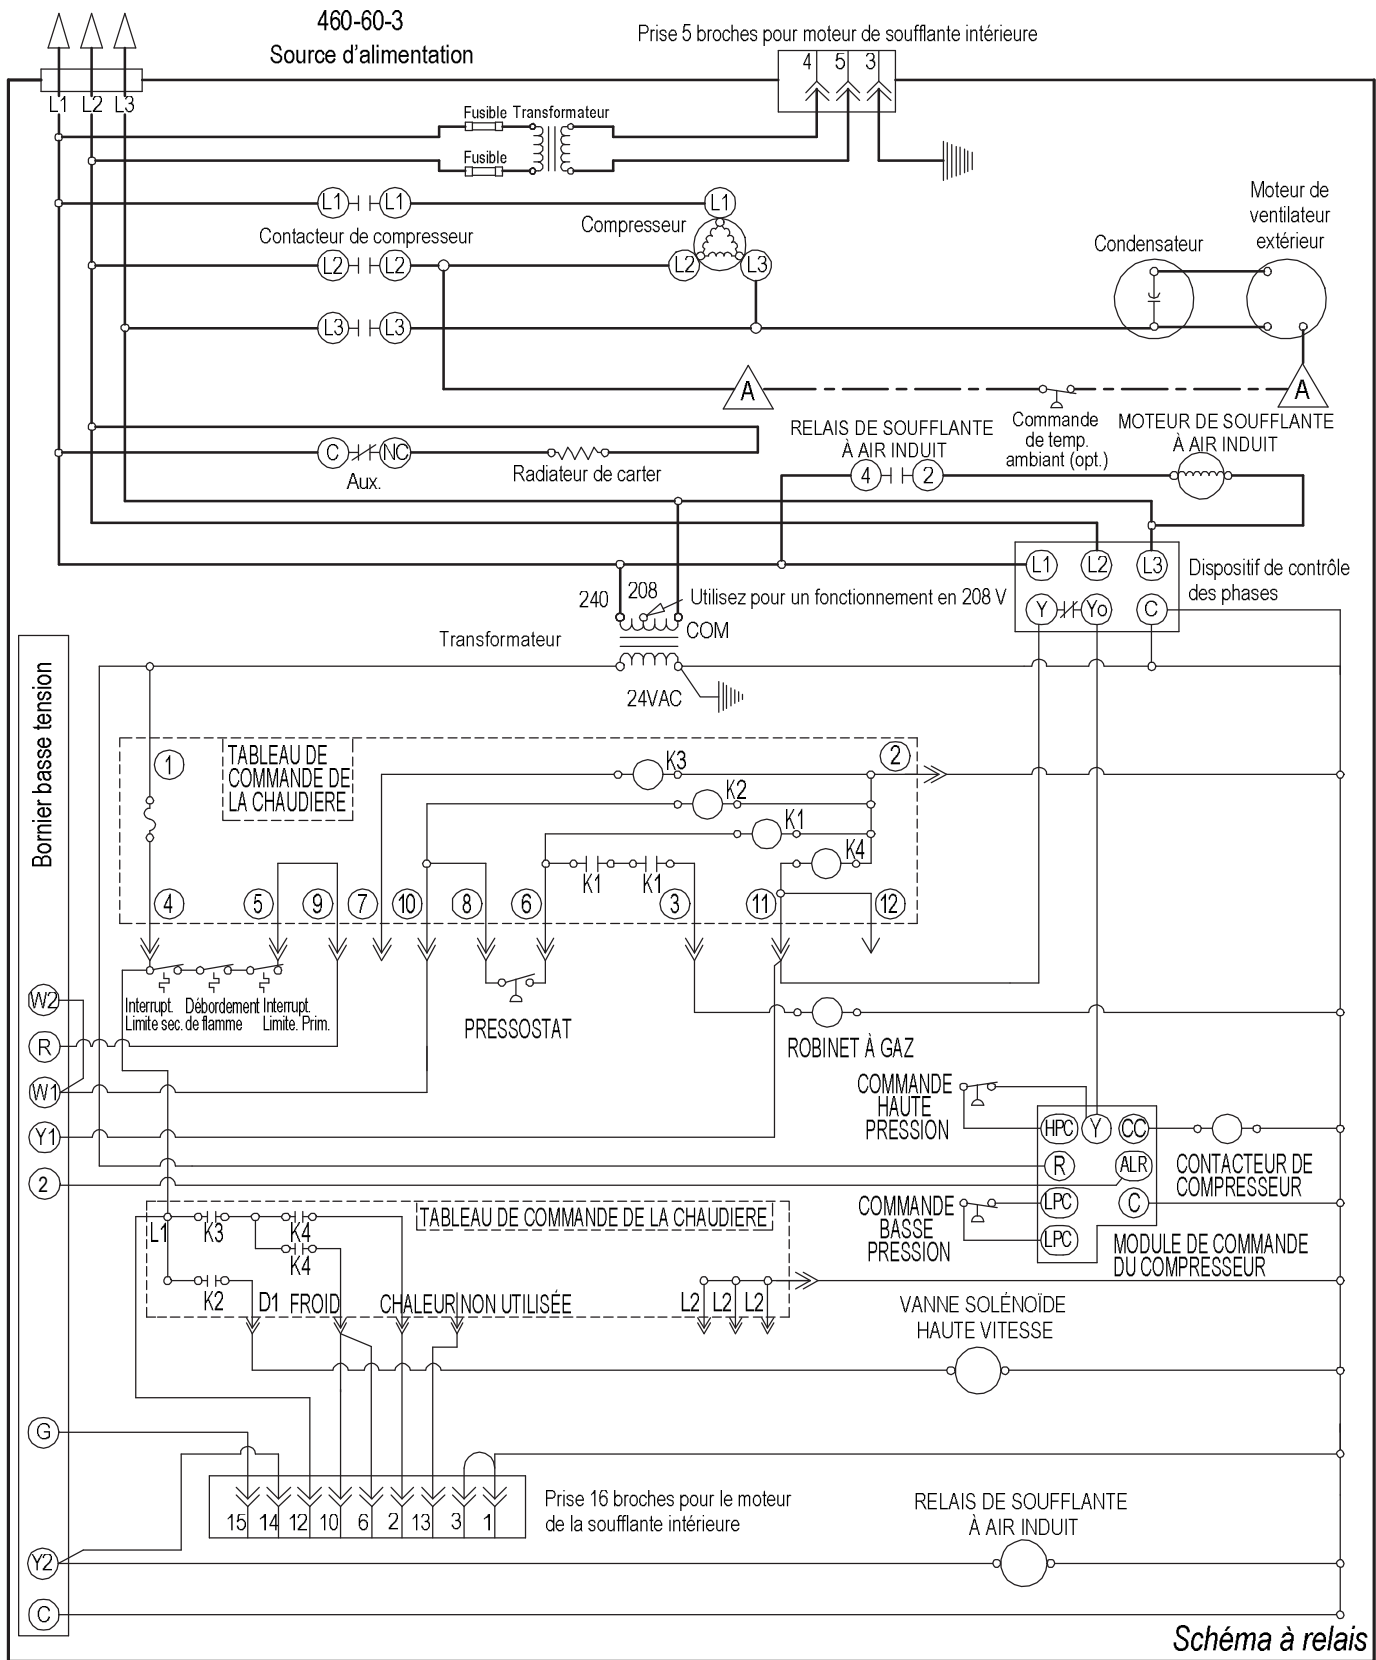 460-60-3
Source d'alimentation
Prise 5 broches pour moteur de soufflante intérieure
4 5 3
L1 L2 L3
Fusible Transformateur
Fusible
L1 L1
Contacteur de compresseur
L2 L2
L3 L3
Compresseur
L1
L2 L3
Condensateur
Moteur de
ventilateur
extérieur
A
A
Commande
de temp.
ambiant (opt.)
C NC
Aux.
Radiateur de carter
RELAIS DE SOUFFLANTE
À AIR INDUIT
4 2
MOTEUR DE SOUFFLANTE
À AIR INDUIT
L1 L2 L3
Y Yo C
Dispositif de contrôle
des phases
240 208
Utilisez pour un fonctionnement en 208 V
COM
Transformateur
24VAC
Bornier basse tension
TABLEAU DE
COMMANDE DE
LA CHAUDIERE
1
K3
2
K2
K1
K4
K1 K1
4 5 9 7 10 8 6 3 11 12
Interrupt.
Limite sec.
Débordement
de flamme
Interrupt.
Limite. Prim.
PRESSOSTAT
ROBINET À GAZ
W2
R
W1
Y1
2
COMMANDE
HAUTE
PRESSION
HPC Y CC
R ALR
LPC C
LPC
CONTACTEUR DE
COMPRESSEUR
COMMANDE
BASSE
PRESSION
MODULE DE COMMANDE
DU COMPRESSEUR
TABLEAU DE COMMANDE DE LA CHAUDIERE
L1 K3 K4
K4
K2 D1 FROID CHALEUR NON UTILISÉE L2 L2 L2
VANNE SOLÉNOÏDE
HAUTE VITESSE
G
15 14 12 10 6 2 13 3 1
Prise 16 broches pour le moteur
de la soufflante intérieure
RELAIS DE SOUFFLANTE
À AIR INDUIT
Y2
C
Schéma à relais